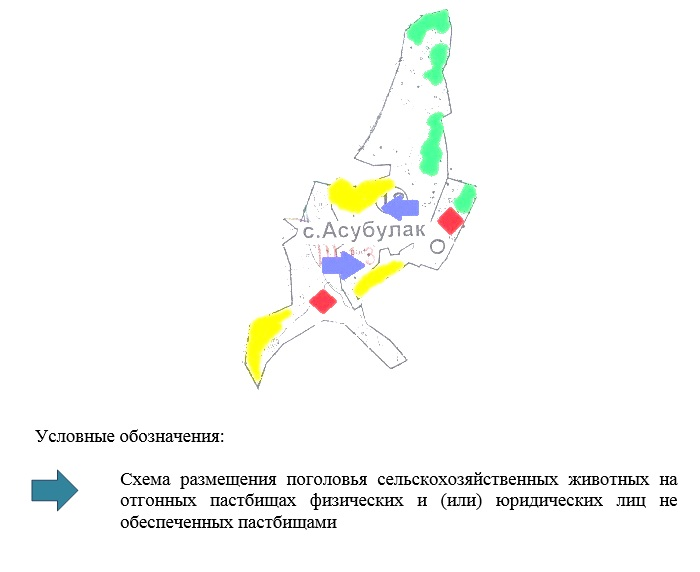 с.Асубулак
Условные обозначения:
Схема размещения поголовья сельскохозяйственных животных на
отгонных пастбищах физических и (или) юридических лиц не
обеспеченных пастбищами